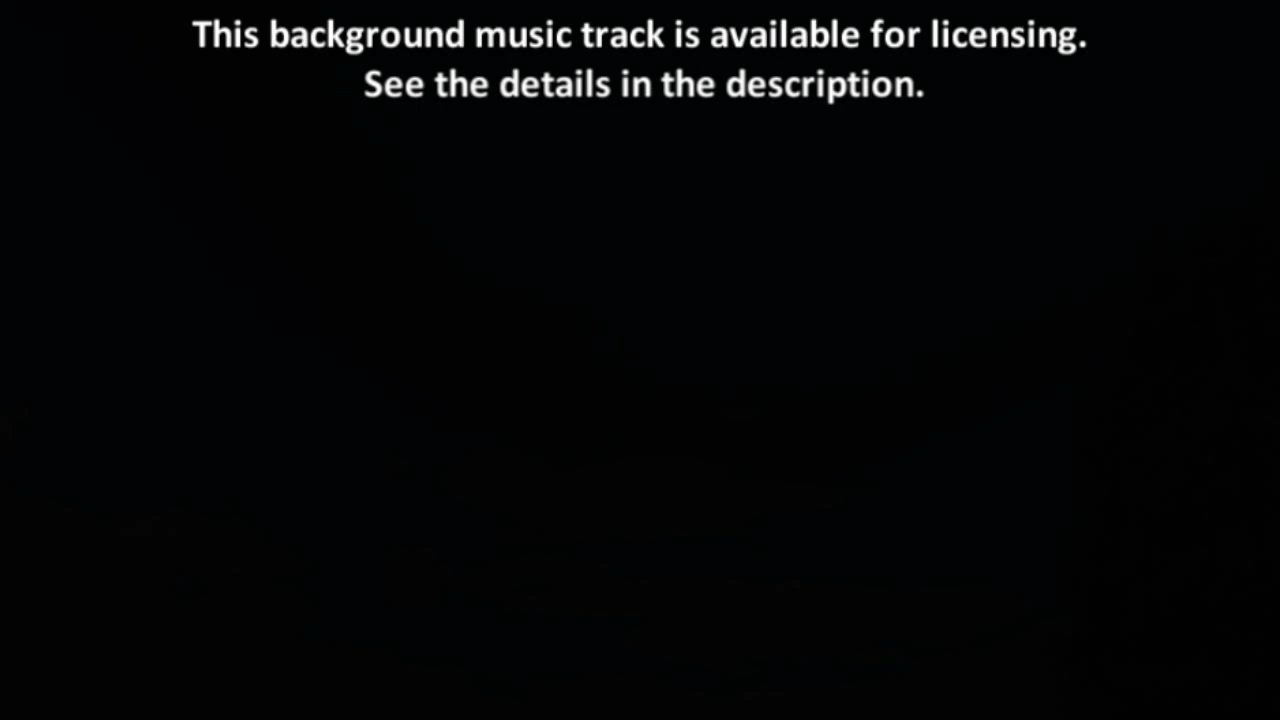 This background music track is available for licensing.
See the details in the description.